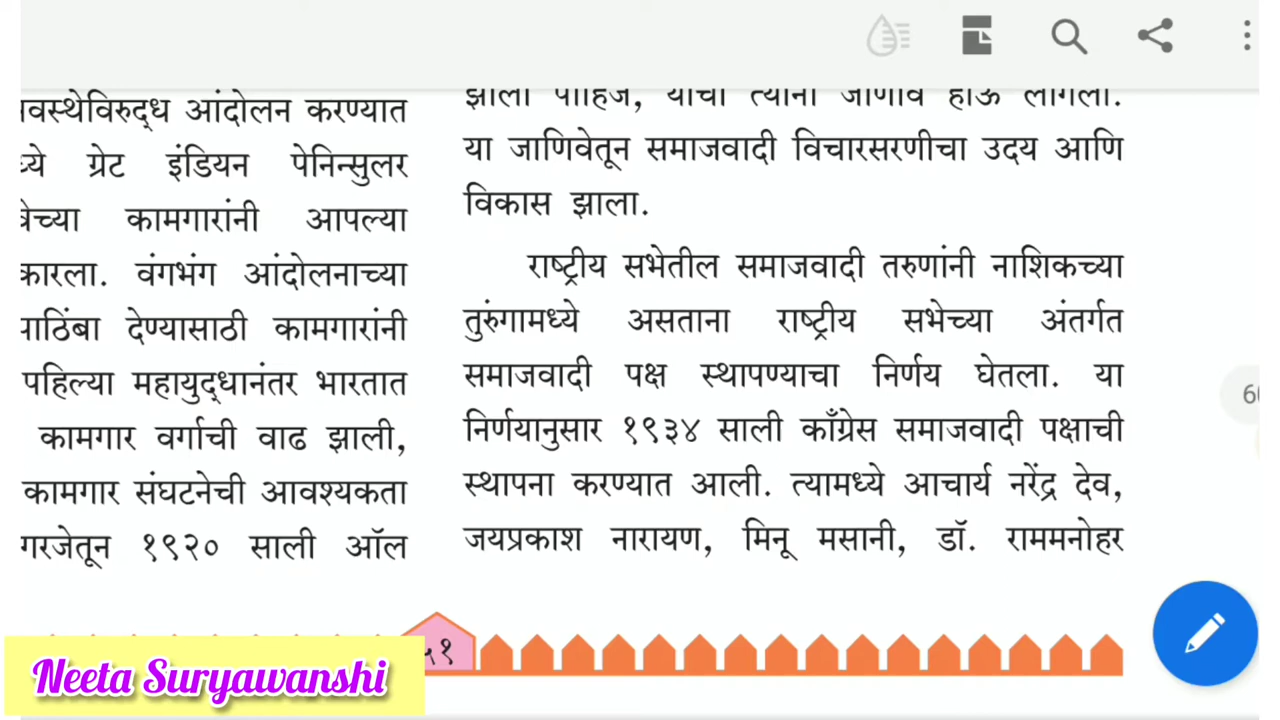 आंदोलन करण्यात
ग्रेट इंडियन पेनिन्सुलर
कामगारांनी आपल्या
वंगभंग आंदोलनाच्या
देण्यासाठी कामगारांनी
पहिल्या महायुद्धानंतर भारतात
कामगार वर्गाची वाढ झाली,
कामगार संघटनेची आवश्यकता
गरजेतून १९२० साली ऑल
झाली पाहिजे, याची त्यांना जाणीव होऊ लागली.
या जाणिवेतून समाजवादी विचारसरणीचा उदय आणि
विकास झाला.
राष्ट्रीय सभेतील समाजवादी तरुणांनी नाशिकच्या
तुरुंगामध्ये असताना राष्ट्रीय सभेच्या अंतर्गत
समाजवादी पक्ष स्थापण्याचा निर्णय घेतला. या
निर्णयानुसार १९३४ साली काँग्रेस समाजवादी पक्षाची
स्थापना करण्यात आली. त्यामध्ये आचार्य नरेंद्र देव,
जयप्रकाश नारायण, मिनू मसानी, डॉ. राममनोहर
५१
Neeta Suryawanshi